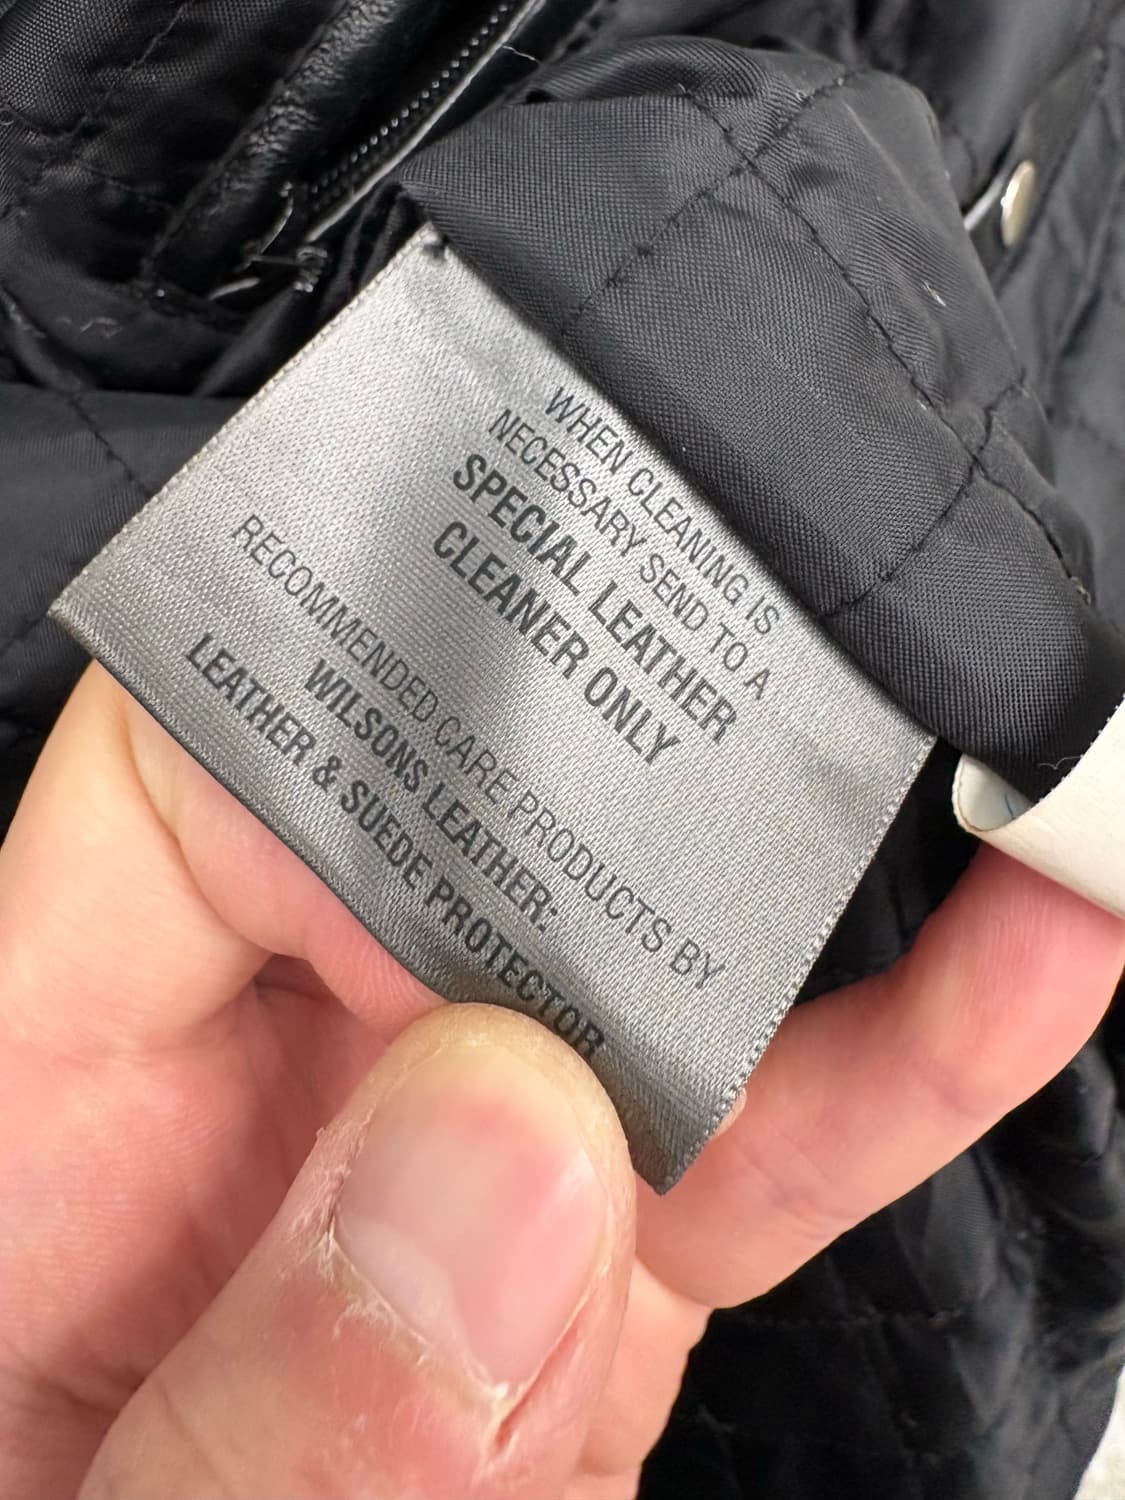 WHEN CLEANING IS
NECESSARY SEND TO A
SPECIAL LEATHER
CLEANER ONLY
RECOMMENDED CARE PRODUCTS BY
WILSONS LEATHER:
LEATHER & SUEDE PROTECTOR